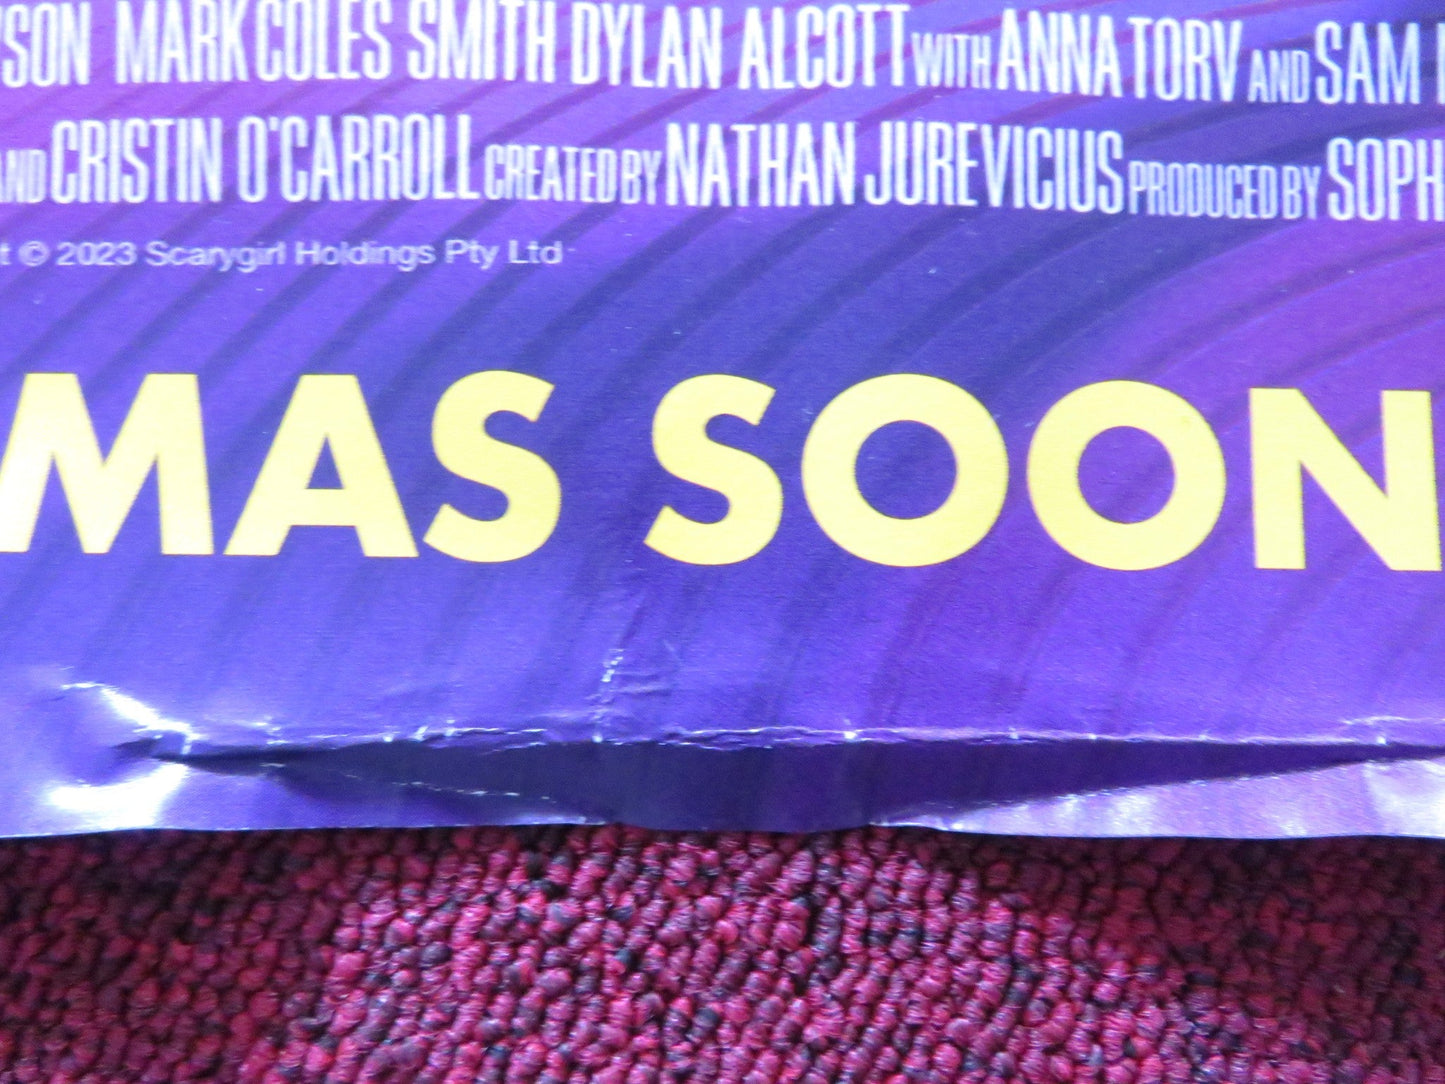 SON MARK COLES SMITH DYLAN ALCOTT WITH ANNA TORV AND SAM
AND CRISTIN O'CARROLL CREATED BY NATHAN JUREVICIUS PRODUCED BY SOPH
t © 2023 Scarygirl Holdings Pty Ltd
MAS SOON